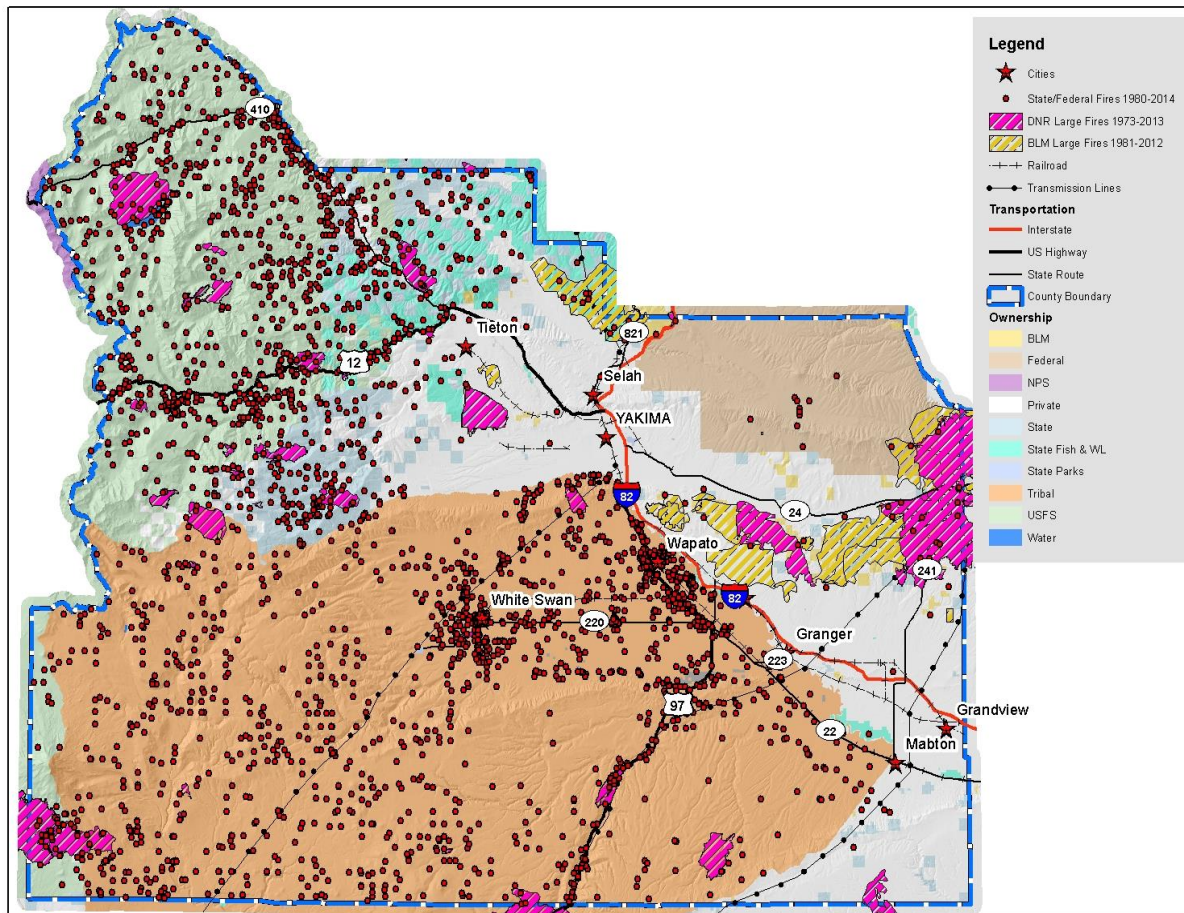 410
12
Tieton
821
Selah
YAKIMA
82
24
Wapato
241
82
White Swan
220
Granger
223
97
Grandview
22
Mabton
Legend
Cities
State/Federal Fires 1980-2014
DNR Large Fires 1973-2013
BLM Large Fires 1981-2012
Railroad
Transmission Lines
Transportation
Interstate
US Highway
State Route
County Boundary
Ownership
BLM
Federal
NPS
Private
State
State Fish & WL
State Parks
Tribal
USFS
Water